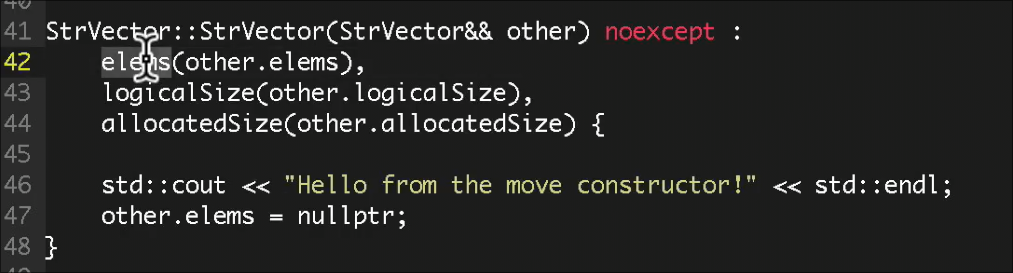 41 StrVector::StrVector(StrVector&& other) noexcept :
42     elems(other.elems),
43     logicalSize(other.logicalSize),
44     allocatedSize(other.allocatedSize) {
45
46     std::cout << "Hello from the move constructor!" << std::endl;
47     other.elems = nullptr;
48 }